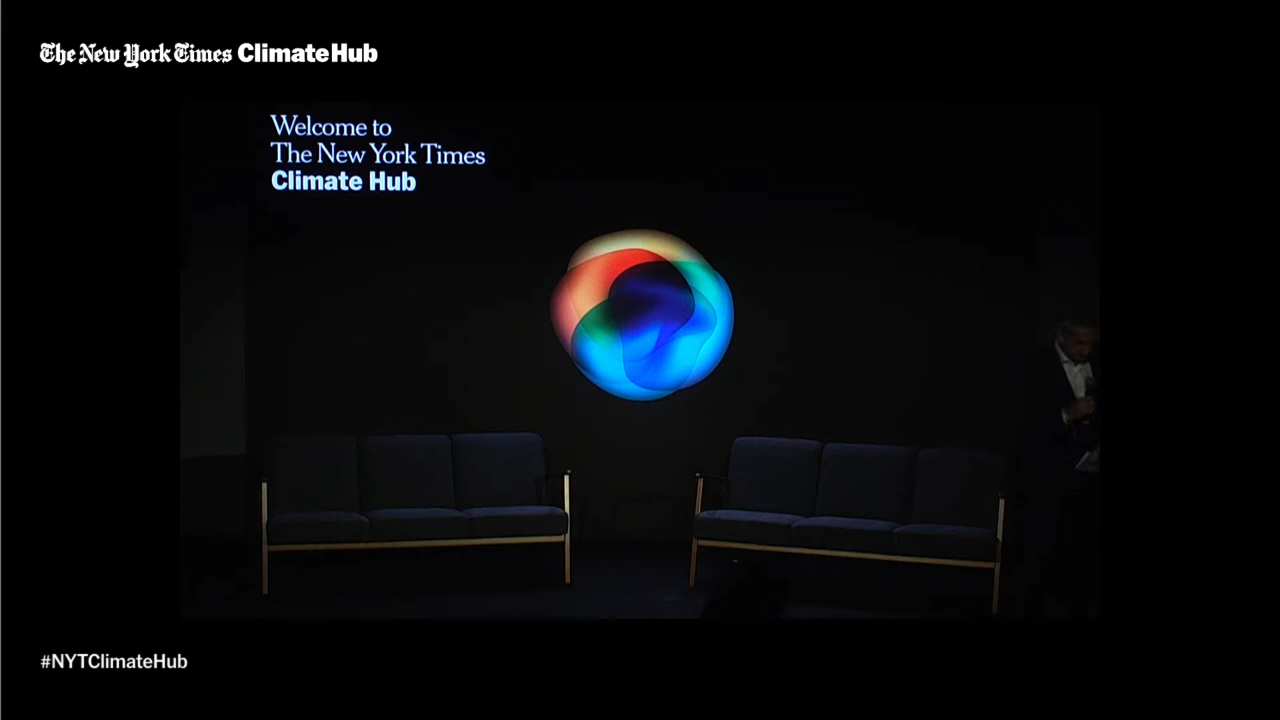 The New York Times Climate Hub
Welcome to
The New York Times
Climate Hub
#NYTClimateHub